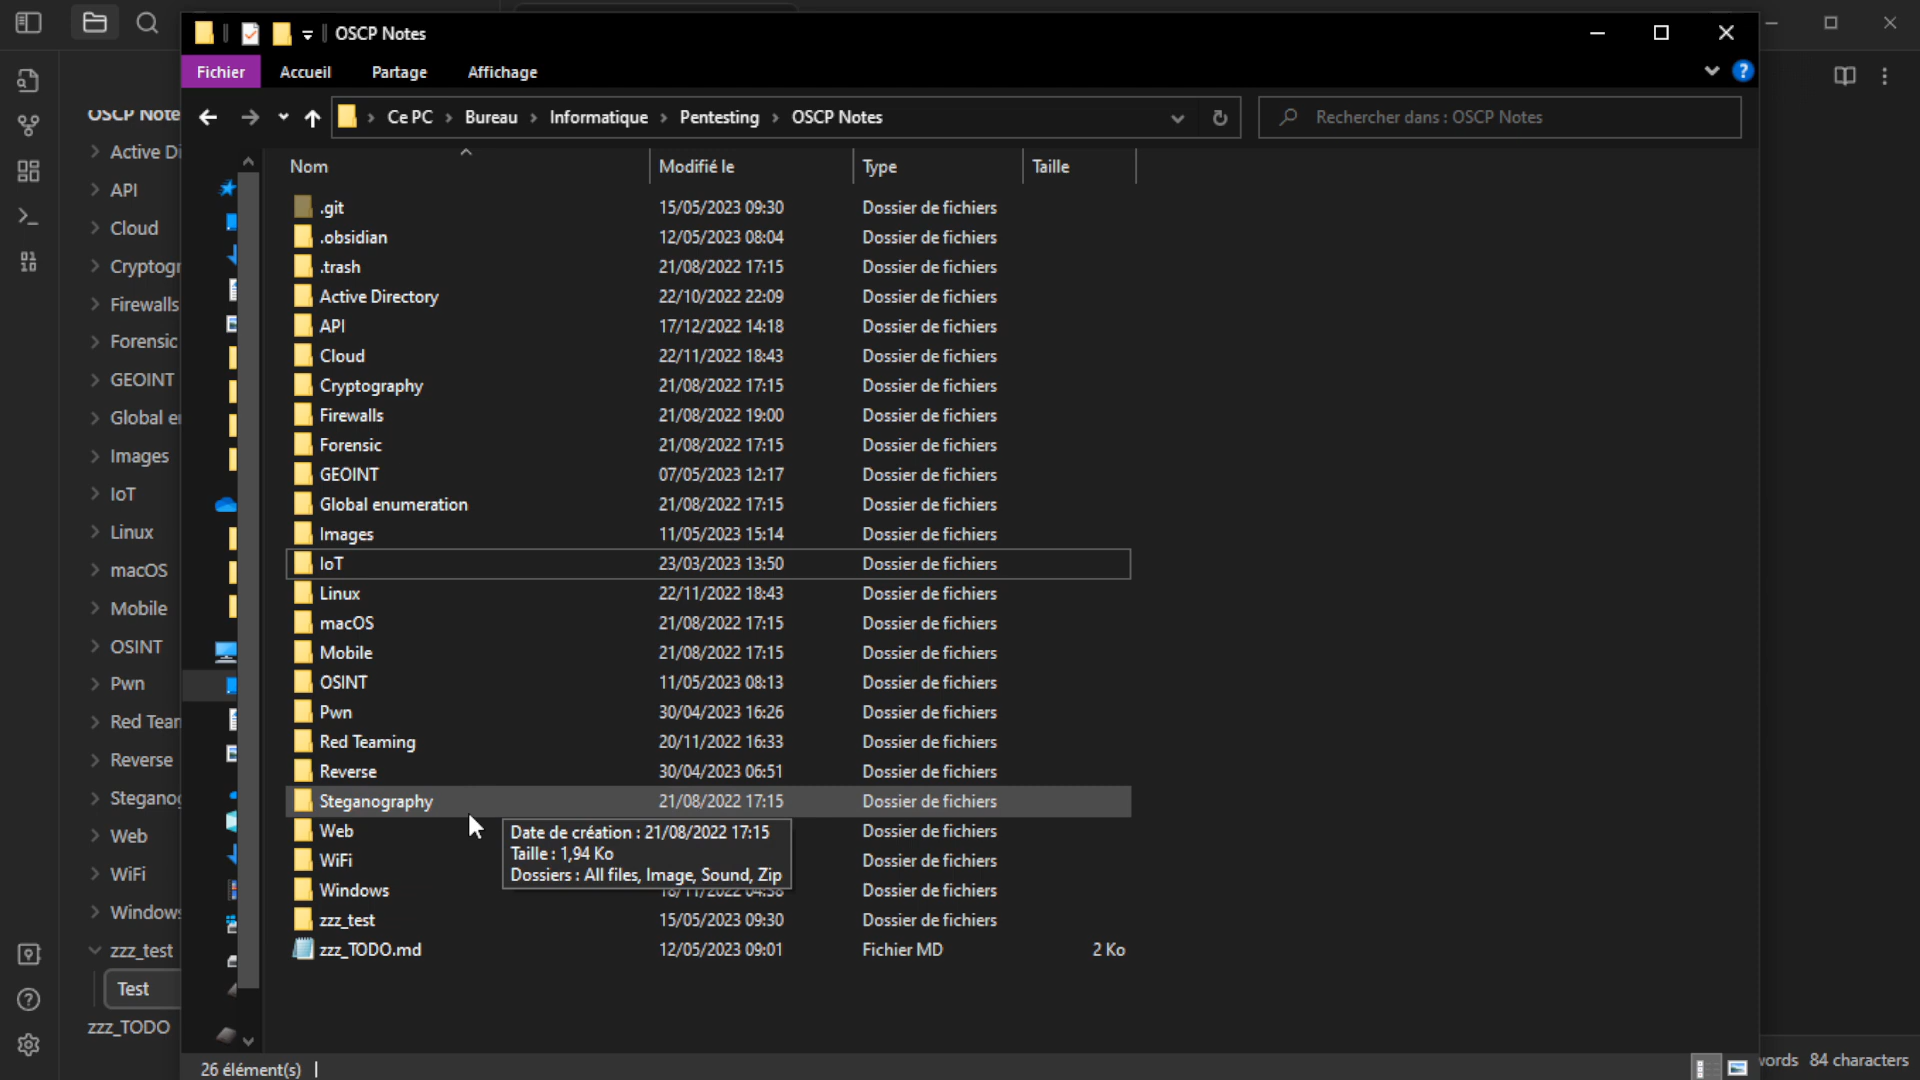 OSCP Notes
Fichier Accueil Partage Affichage
Ce PC Bureau Informatique Pentesting OSCP Notes
Rechercher dans : OSCP Notes
Nom Modifié le Type Taille
.git 15/05/2023 09:30 Dossier de fichiers
.obsidian 12/05/2023 08:04 Dossier de fichiers
.trash 21/08/2022 17:15 Dossier de fichiers
Active Directory 22/10/2022 22:09 Dossier de fichiers
API 17/12/2022 14:18 Dossier de fichiers
Cloud 22/11/2022 18:43 Dossier de fichiers
Cryptography 21/08/2022 17:15 Dossier de fichiers
Firewalls 21/08/2022 19:00 Dossier de fichiers
Forensic 21/08/2022 17:15 Dossier de fichiers
GEOINT 07/05/2023 12:17 Dossier de fichiers
Global enumeration 21/08/2022 17:15 Dossier de fichiers
Images 11/05/2023 15:14 Dossier de fichiers
IoT 23/03/2023 13:50 Dossier de fichiers
Linux 22/11/2022 18:43 Dossier de fichiers
macOS 21/08/2022 17:15 Dossier de fichiers
Mobile 21/08/2022 17:15 Dossier de fichiers
OSINT 11/05/2023 08:13 Dossier de fichiers
Pwn 30/04/2023 16:26 Dossier de fichiers
Red Teaming 20/11/2022 16:33 Dossier de fichiers
Reverse 30/04/2023 06:51 Dossier de fichiers
Steganography 21/08/2022 17:15 Dossier de fichiers
Web Dossier de fichiers
WiFi Dossier de fichiers
Windows Dossier de fichiers
zzz_test 15/05/2023 09:30 Dossier de fichiers
zzz_TODO.md 12/05/2023 09:01 Fichier MD 2 Ko
Date de création : 21/08/2022 17:15
Taille : 1,94 Ko
Dossiers : All files, Image, Sound, Zip
26 élément(s)
OSCP Note
Active Di
API
Cloud
Cryptogr
Firewalls
Forensic
GEOINT
Global e
Images
IoT
Linux
macOS
Mobile
OSINT
Pwn
Red Tear
Reverse
Stegano
Web
WiFi
Window
zzz_test
Test
zzz_TODO
words 84 characters